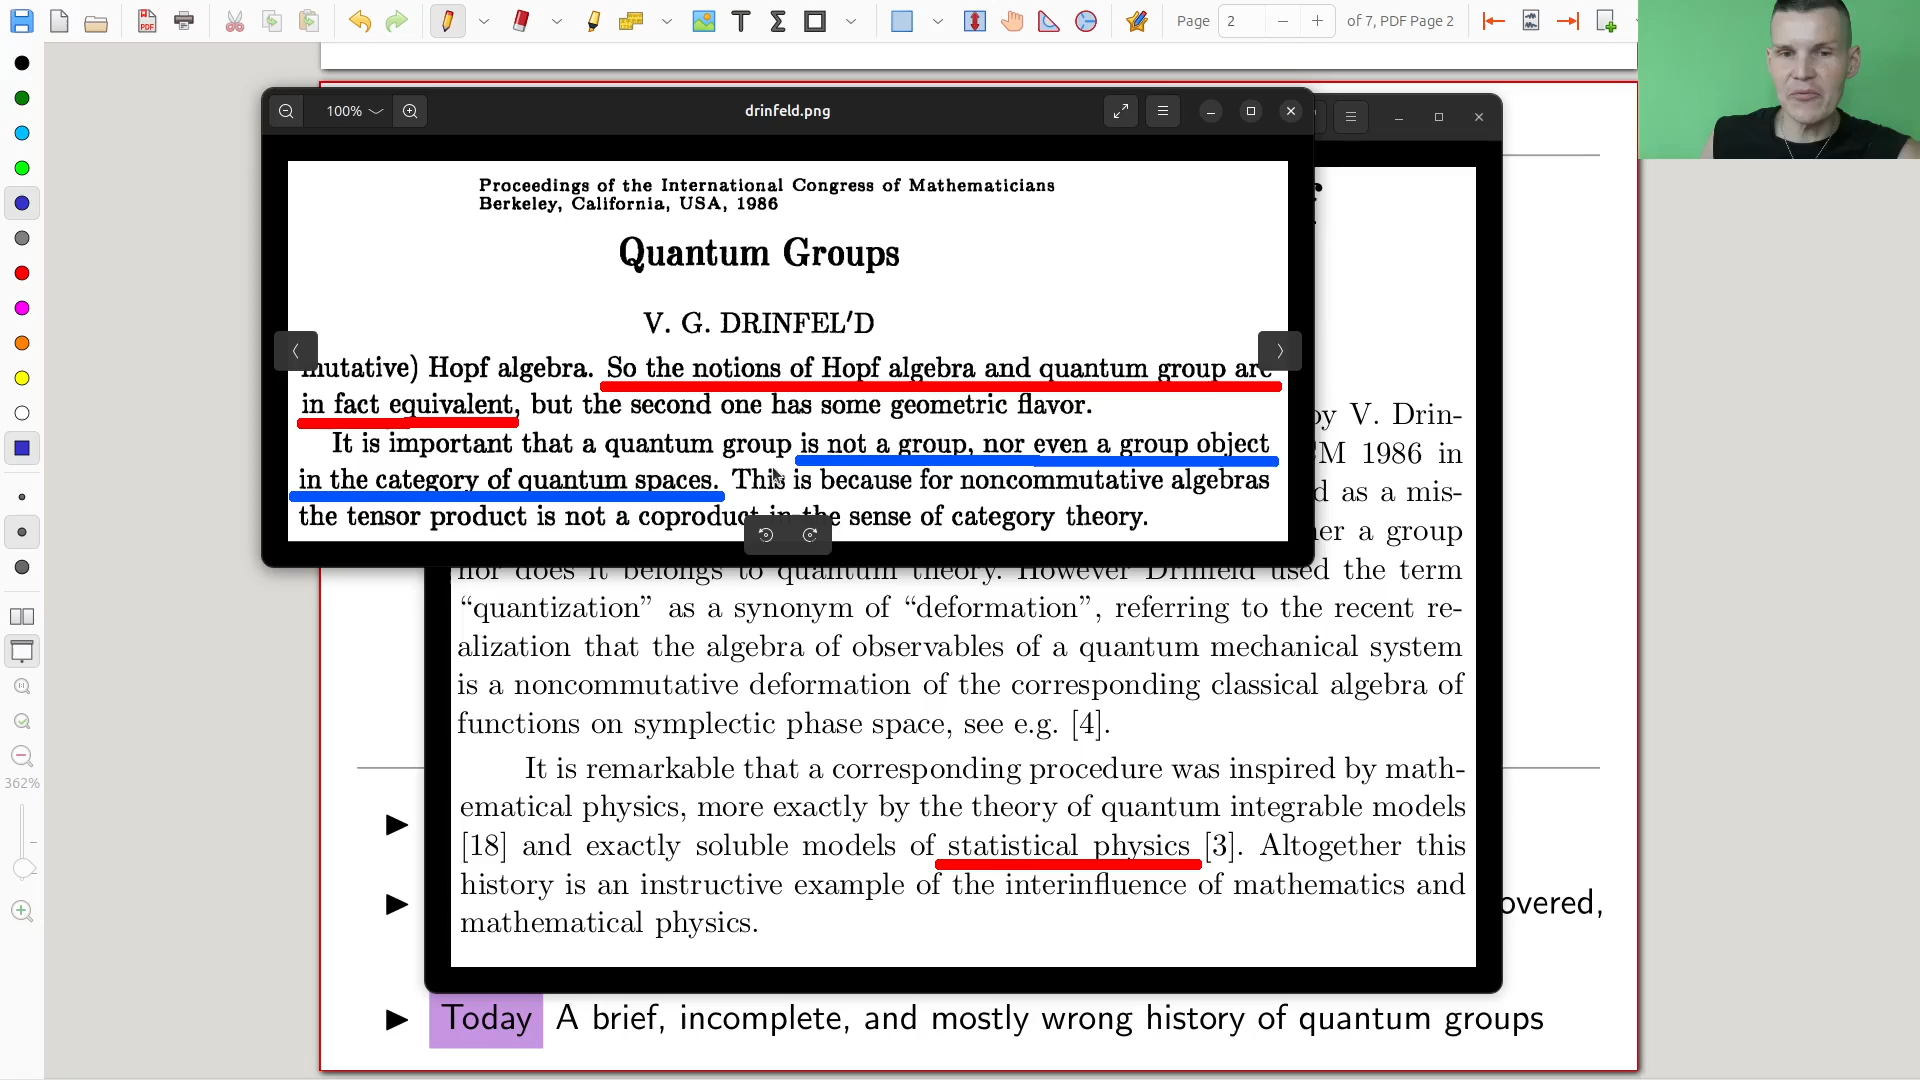 Page 2 of 7, PDF Page 2
100%
drinfeld.png
Proceedings of the International Congress of Mathematicians
Berkeley, California, USA, 1986
Quantum Groups
V. G. DRINFEL'D
mutative) Hopf algebra. So the notions of Hopf algebra and quantum group are
in fact equivalent, but the second one has some geometric flavor.
It is important that a quantum group is not a group, nor even a group object
in the category of quantum spaces. This is because for noncommutative algebras
the tensor product is not a coproduct in the sense of category theory.
by V. Drin-
1986 in
d as a mis-
a group
nor does it belongs to quantum theory. However Drinfeld used the term
“quantization” as a synonym of “deformation”, referring to the recent re-
alization that the algebra of observables of a quantum mechanical system
is a noncommutative deformation of the corresponding classical algebra of
functions on symplectic phase space, see e.g. [4].
It is remarkable that a corresponding procedure was inspired by math-
ematical physics, more exactly by the theory of quantum integrable models
[18] and exactly soluble models of statistical physics [3]. Altogether this
history is an instructive example of the interinfluence of mathematics and
mathematical physics.
362%
overed,
Today A brief, incomplete, and mostly wrong history of quantum groups